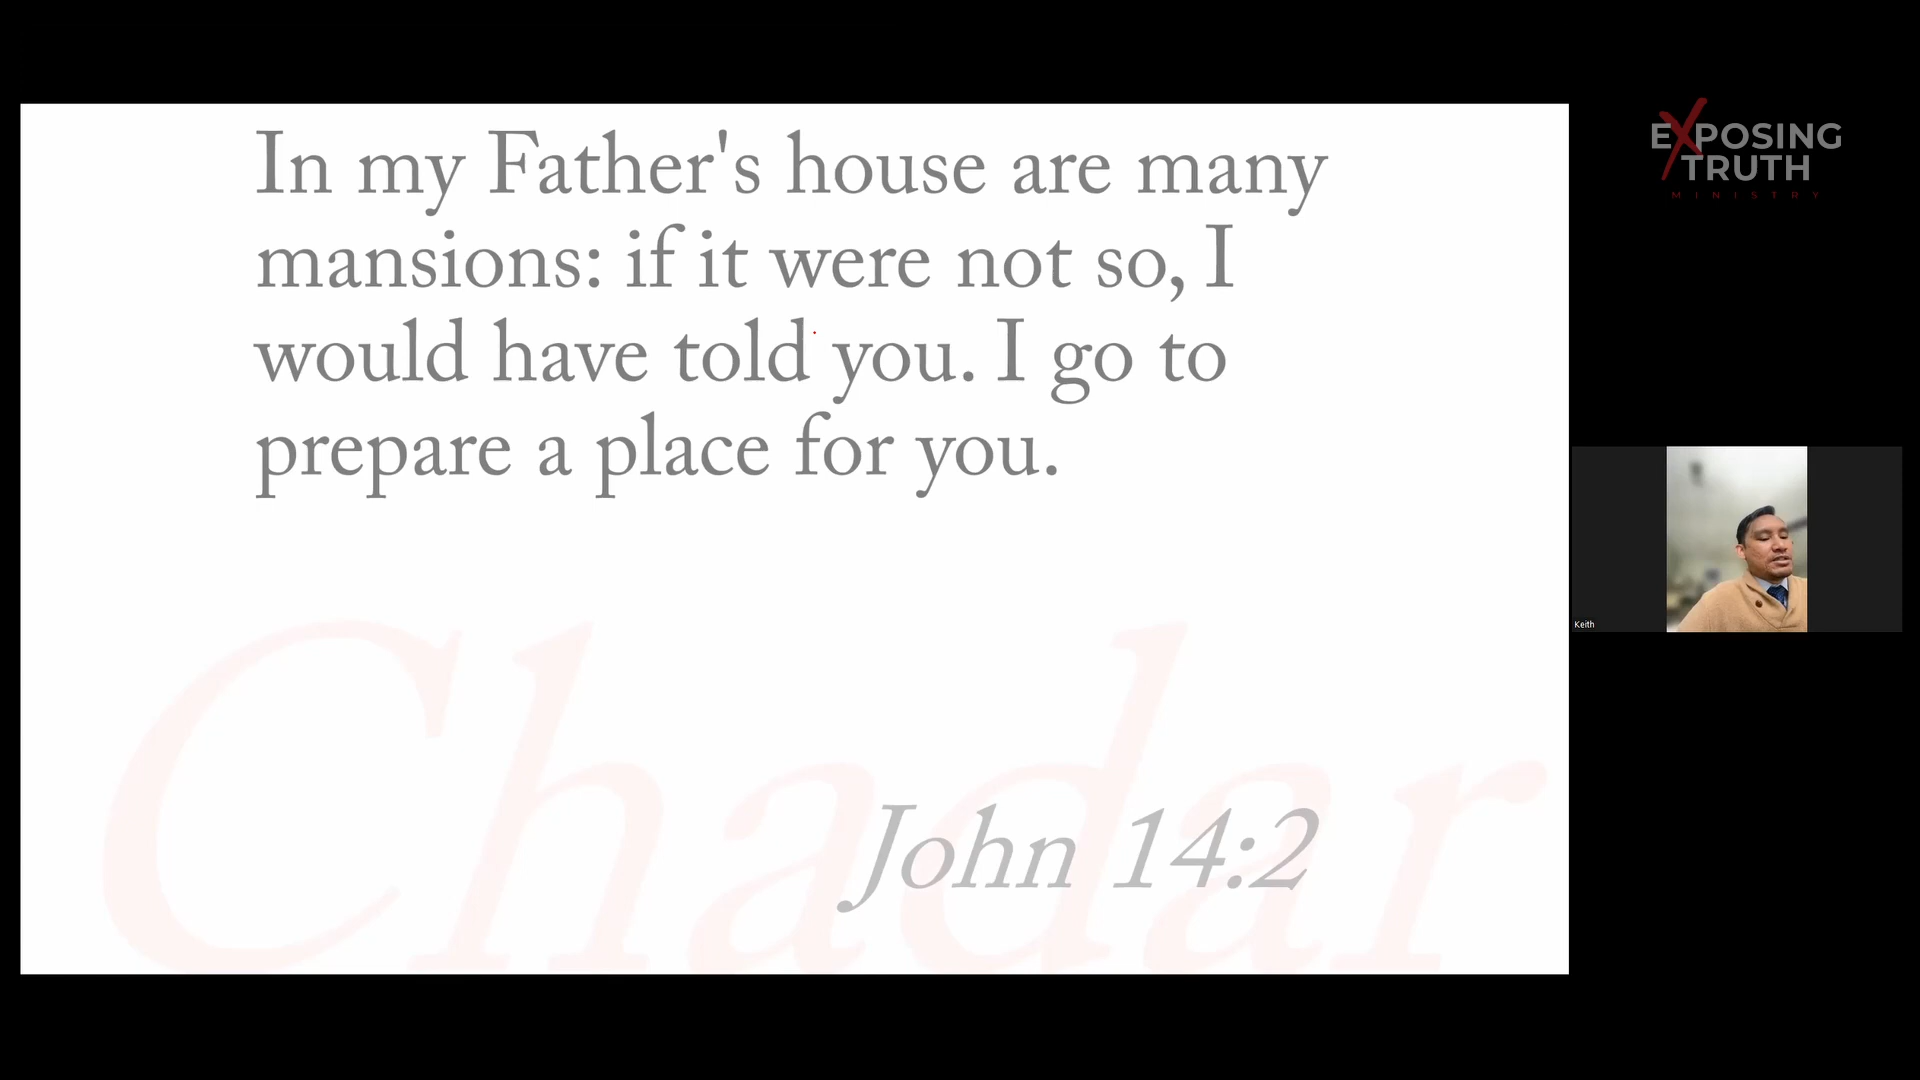 In my Father's house are many
mansions: if it were not so, I
would have told you. I go to
prepare a place for you.
Chadar
John 14:2
EXPOSING
TRUTH
MINISTRY
Keith